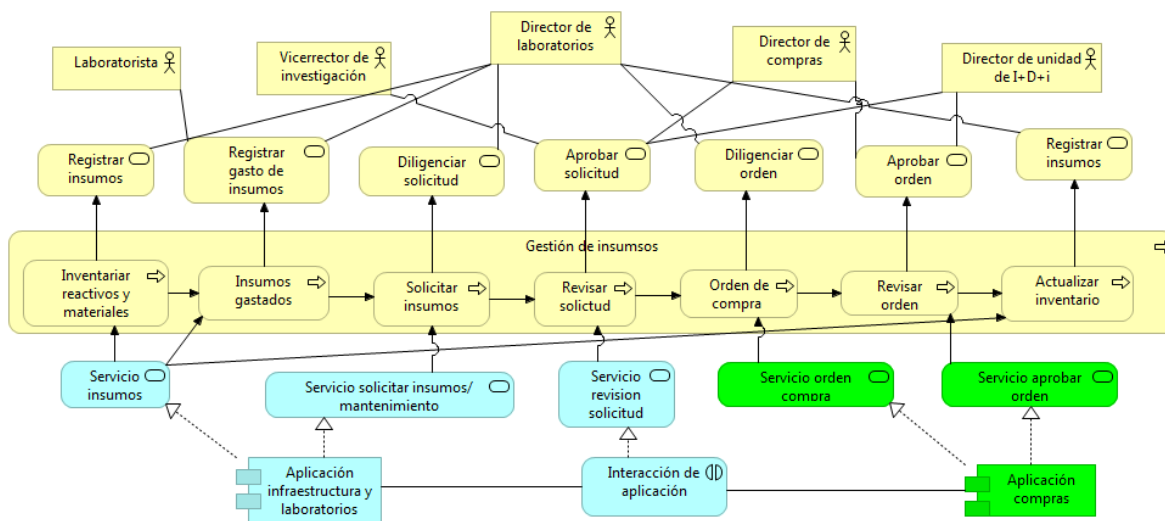 Laboratorista
Vicerrector de
investigación
Director de
laboratorios
Director de
compras
Director de unidad
de I+D+i
Registrar
insumos
Registrar
gasto de
insumos
Diligenciar
solicitud
Aprobar
solicitud
Diligenciar
orden
Aprobar
orden
Registrar
insumos
Gestión de insumsos
Inventariar
reactivos y
materiales
Insumos
gastados
Solicitar
insumos
Revisar
solictud
Orden de
compra
Revisar
orden
Actualizar
inventario
Servicio
insumos
Servicio solicitar insumos/
mantenimiento
Servicio
revision
solicitud
Servicio orden
compra
Servicio aprobar
orden
Aplicación
infraestructura y
laboratorios
Interacción de
aplicación
Aplicación
compras